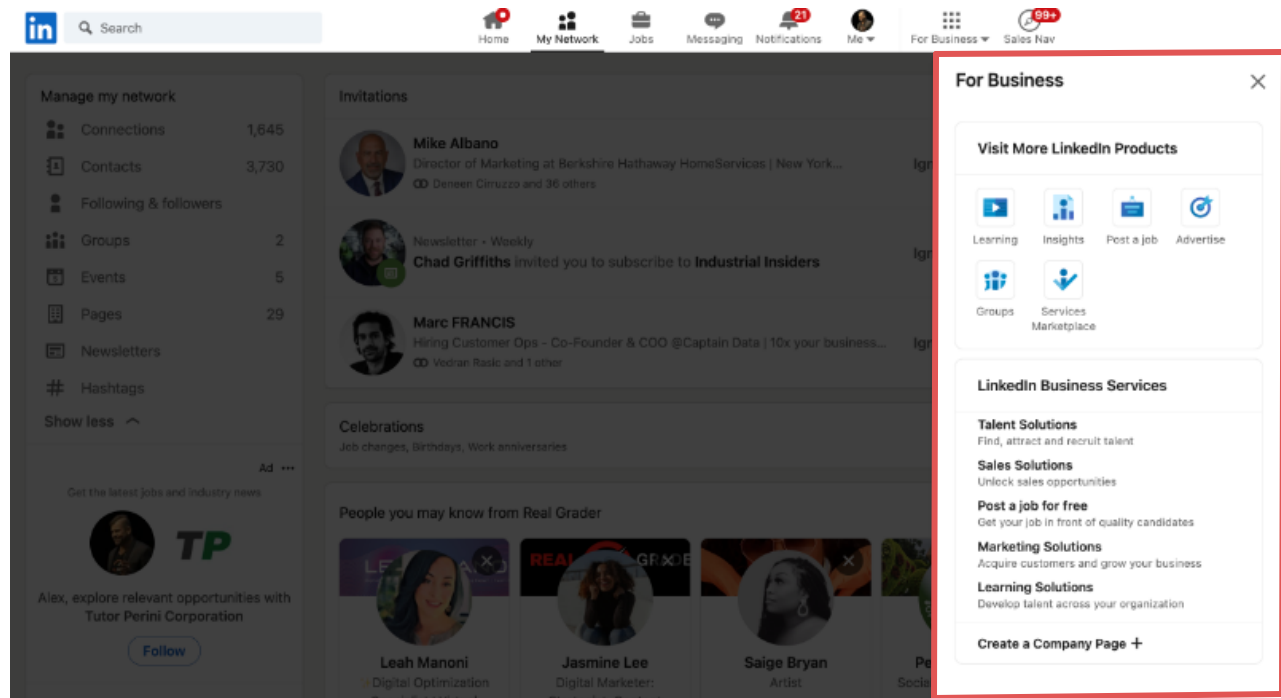 in
Search
Home
My Network
Jobs
Messaging
21
Notifications
Me
For Business
99+
Sales Nav
Manage my network
Connections 1,645
Contacts 3,730
Following & followers
Groups 2
Events 5
Pages 29
Newsletters
Hashtags
Show less
Ad
Get the latest jobs and industry news
TP
Alex, explore relevant opportunities with
Tutor Perini Corporation
Follow
Invitations
Mike Albano
Director of Marketing at Berkshire Hathaway HomeServices | New York...
Deneen Cirruzzo and 36 others
Ign
Newsletter • Weekly
Chad Griffiths invited you to subscribe to Industrial Insiders
Ign
Marc FRANCIS
Hiring Customer Ops - Co-Founder & COO @Captain Data | 10x your business...
Vedran Rasic and 1 other
Ign
Celebrations
Job changes, Birthdays, Work anniversaries
People you may know from Real Grader
Leah Manoni
Digital Optimization
REAL GRADE
Jasmine Lee
Digital Marketer:
Saige Bryan
Artist
Pe
Socia
For Business
Visit More LinkedIn Products
Learning
Insights
Post a job
Advertise
Groups
Services
Marketplace
LinkedIn Business Services
Talent Solutions
Find, attract and recruit talent
Sales Solutions
Unlock sales opportunities
Post a job for free
Get your job in front of quality candidates
Marketing Solutions
Acquire customers and grow your business
Learning Solutions
Develop talent across your organization
Create a Company Page +